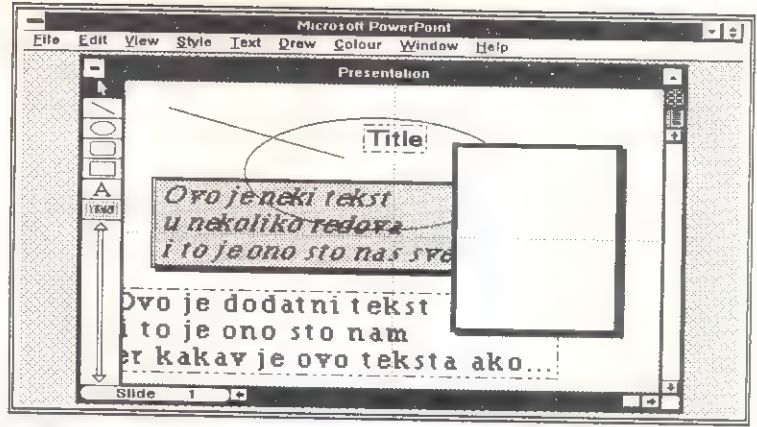 Microsoft PowerPoint
File Edit View Style Text Draw Colour Window Help
Presentation
Title
Ovo je neki tekst
u nekoliko redova
i to je ono sto nas sve
A
Ovo je dodatni tekst
i to je ono sto nam
er kakav je ovo teksta ako...
Slide 1